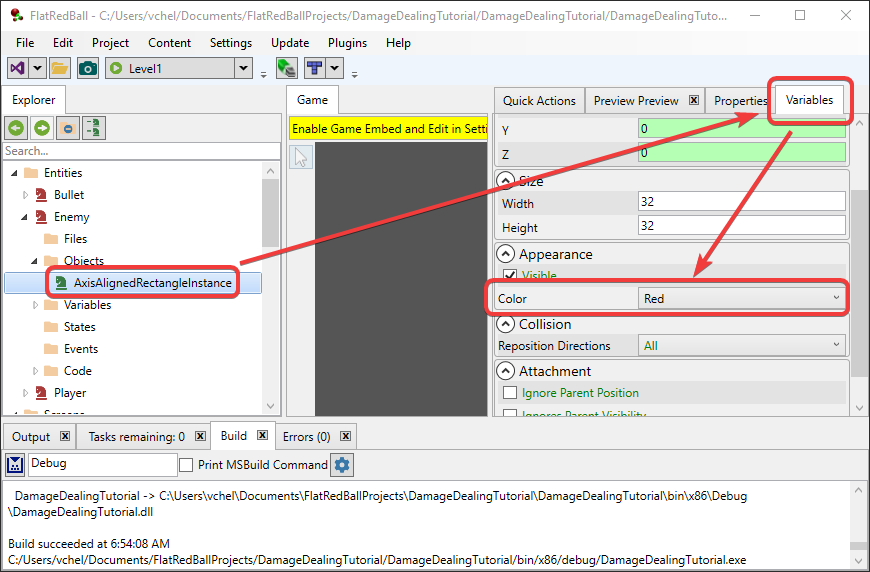 FlatRedBall - C:/Users/vchel/Documents/FlatRedBallProjects/DamageDealingTutorial/DamageDealingTutorial/DamageDealingTuto...
File Edit Project Content Settings Update Plugins Help
Level1
Explorer
Search...
Entities
Bullet
Enemy
Files
Objects
AxisAlignedRectangleInstance
Variables
States
Events
Code
Player
Screens
Game
Enable Game Embed and Edit in Setti
Quick Actions Preview Preview Properties Variables
Y 0
Z 0
Size
Width 32
Height 32
Appearance
Visible
Color Red
Collision
Reposition Directions All
Attachment
Ignore Parent Position
Ignores Parent Visibility
Output Tasks remaining: 0 Build Errors (0)
Debug Print MSBuild Command
DamageDealingTutorial -> C:\Users\vchel\Documents\FlatRedBallProjects\DamageDealingTutorial\DamageDealingTutorial\bin\x86\Debug
\DamageDealingTutorial.dll
Build succeeded at 6:54:08 AM
C:/Users/vchel/Documents/FlatRedBallProjects/DamageDealingTutorial/DamageDealingTutorial/bin/x86/debug/DamageDealingTutorial.exe